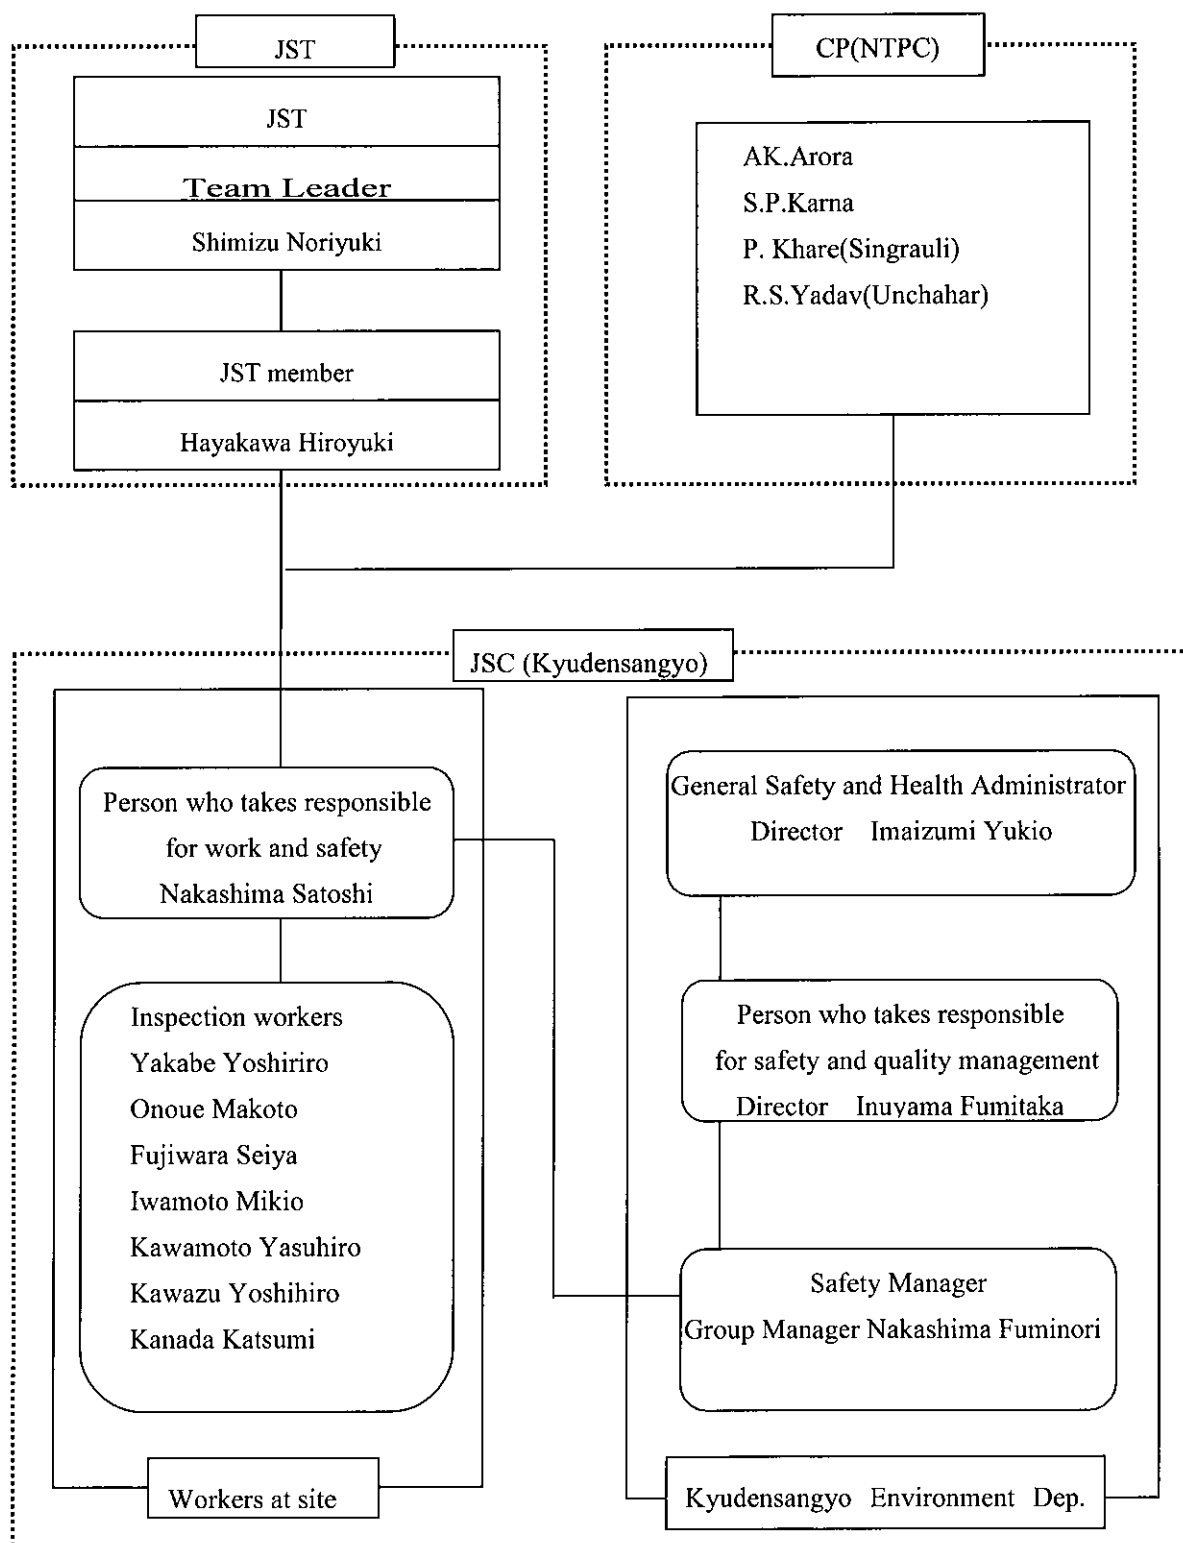 JST
JST
Team Leader
Shimizu Noriyuki
JST member
Hayakawa Hiroyuki
CP(NTPC)
AK.Arora
S.P.Karna
P. Khare(Singrauli)
R.S.Yadav(Unchahar)
JSC (Kyudensangyo)
Person who takes responsible
for work and safety
Nakashima Satoshi
Inspection workers
Yakabe Yoshiriro
Onoue Makoto
Fujiwara Seiya
Iwamoto Mikio
Kawamoto Yasuhiro
Kawazu Yoshihiro
Kanada Katsumi
Workers at site
General Safety and Health Administrator
Director Imaizumi Yukio
Person who takes responsible
for safety and quality management
Director Inuyama Fumitaka
Safety Manager
Group Manager Nakashima Fuminori
Kyudensangyo Environment Dep.